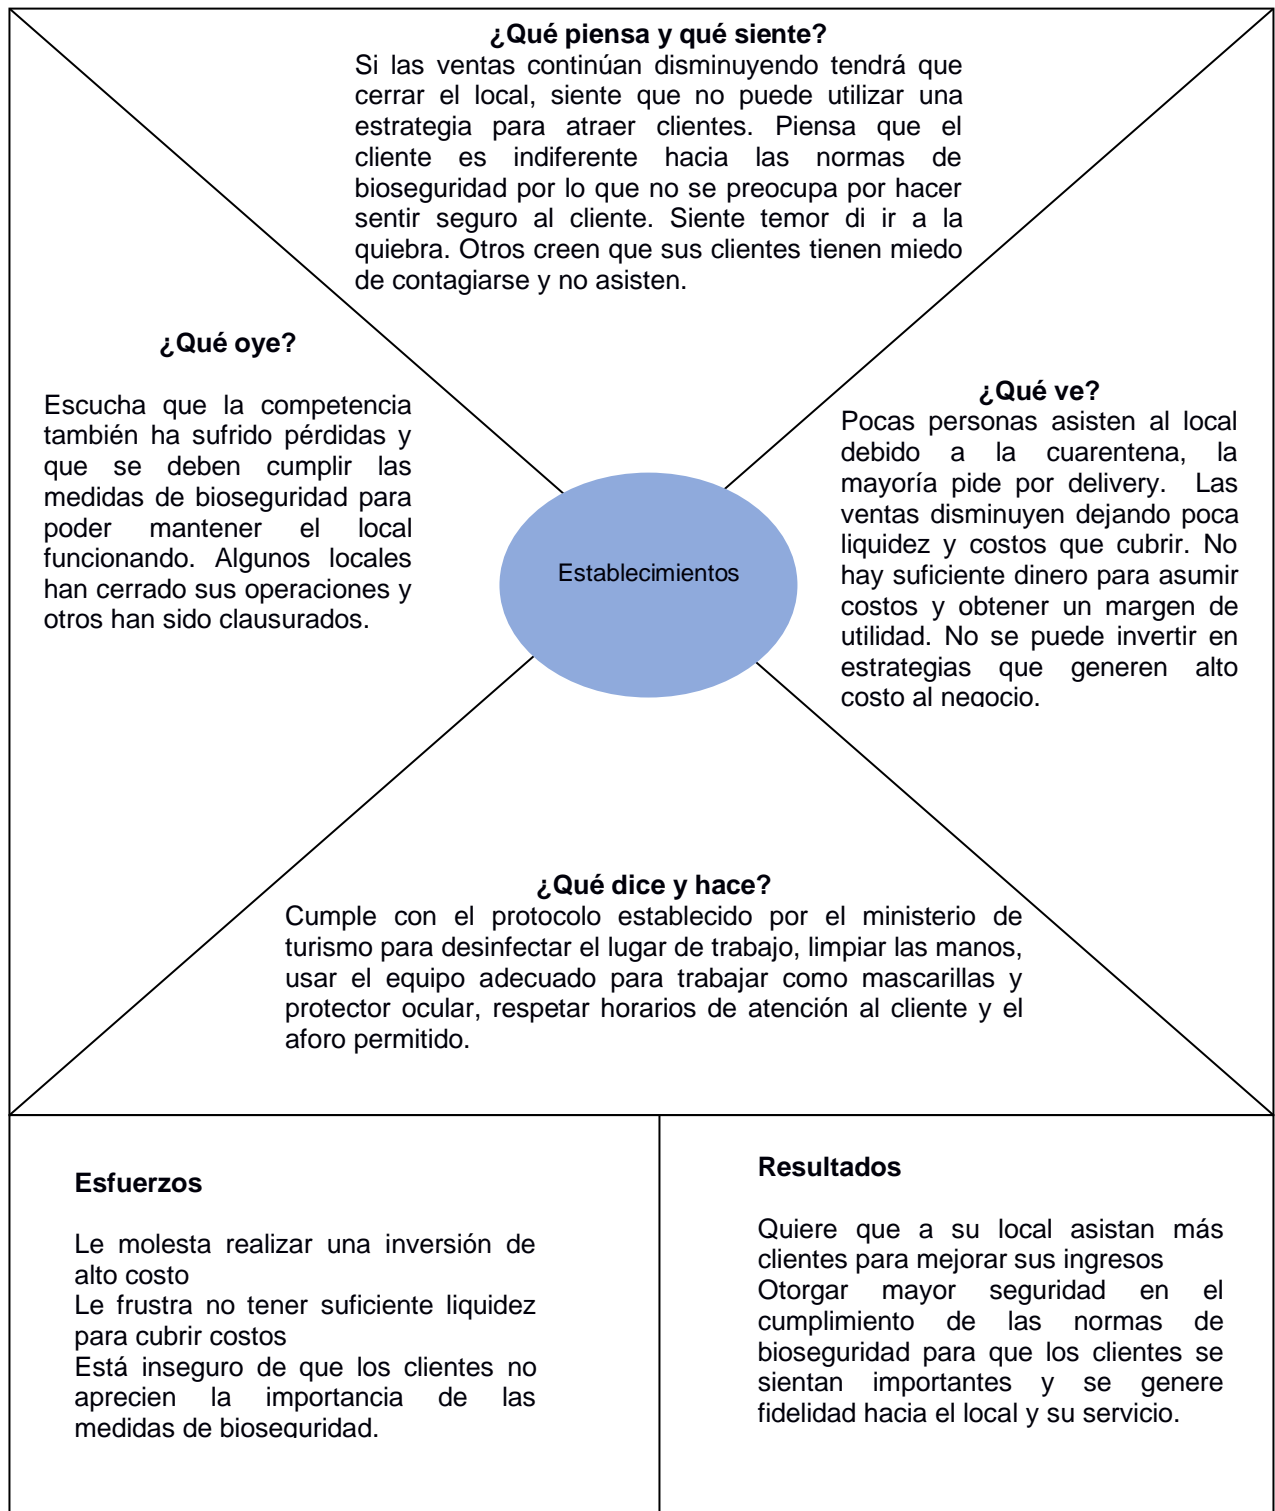 ¿Qué piensa y qué siente?
Si las ventas continúan disminuyendo tendrá que
cerrar el local, siente que no puede utilizar una
estrategia para atraer clientes. Piensa que el
cliente es indiferente hacia las normas de
bioseguridad por lo que no se preocupa por hacer
sentir seguro al cliente. Siente temor di ir a la
quiebra. Otros creen que sus clientes tienen miedo
de contagiarse y no asisten.
¿Qué oye?
Escucha que la competencia
también ha sufrido pérdidas y
que se deben cumplir las
medidas de bioseguridad para
poder mantener el local
funcionando. Algunos locales
han cerrado sus operaciones y
otros han sido clausurados.
¿Qué ve?
Pocas personas asisten al local
debido a la cuarentena, la
mayoría pide por delivery. Las
ventas disminuyen dejando poca
liquidez y costos que cubrir. No
hay suficiente dinero para asumir
costos y obtener un margen de
utilidad. No se puede invertir en
estrategias que generen alto
costo al negocio.
Establecimientos
¿Qué dice y hace?
Cumple con el protocolo establecido por el ministerio de
turismo para desinfectar el lugar de trabajo, limpiar las manos,
usar el equipo adecuado para trabajar como mascarillas y
protector ocular, respetar horarios de atención al cliente y el
aforo permitido.
Esfuerzos
Le molesta realizar una inversión de
alto costo
Le frustra no tener suficiente liquidez
para cubrir costos
Está inseguro de que los clientes no
aprecien la importancia de las
medidas de bioseguridad.
Resultados
Quiere que a su local asistan más
clientes para mejorar sus ingresos
Otorgar mayor seguridad en el
cumplimiento de las normas de
bioseguridad para que los clientes se
sientan importantes y se genere
fidelidad hacia el local y su servicio.